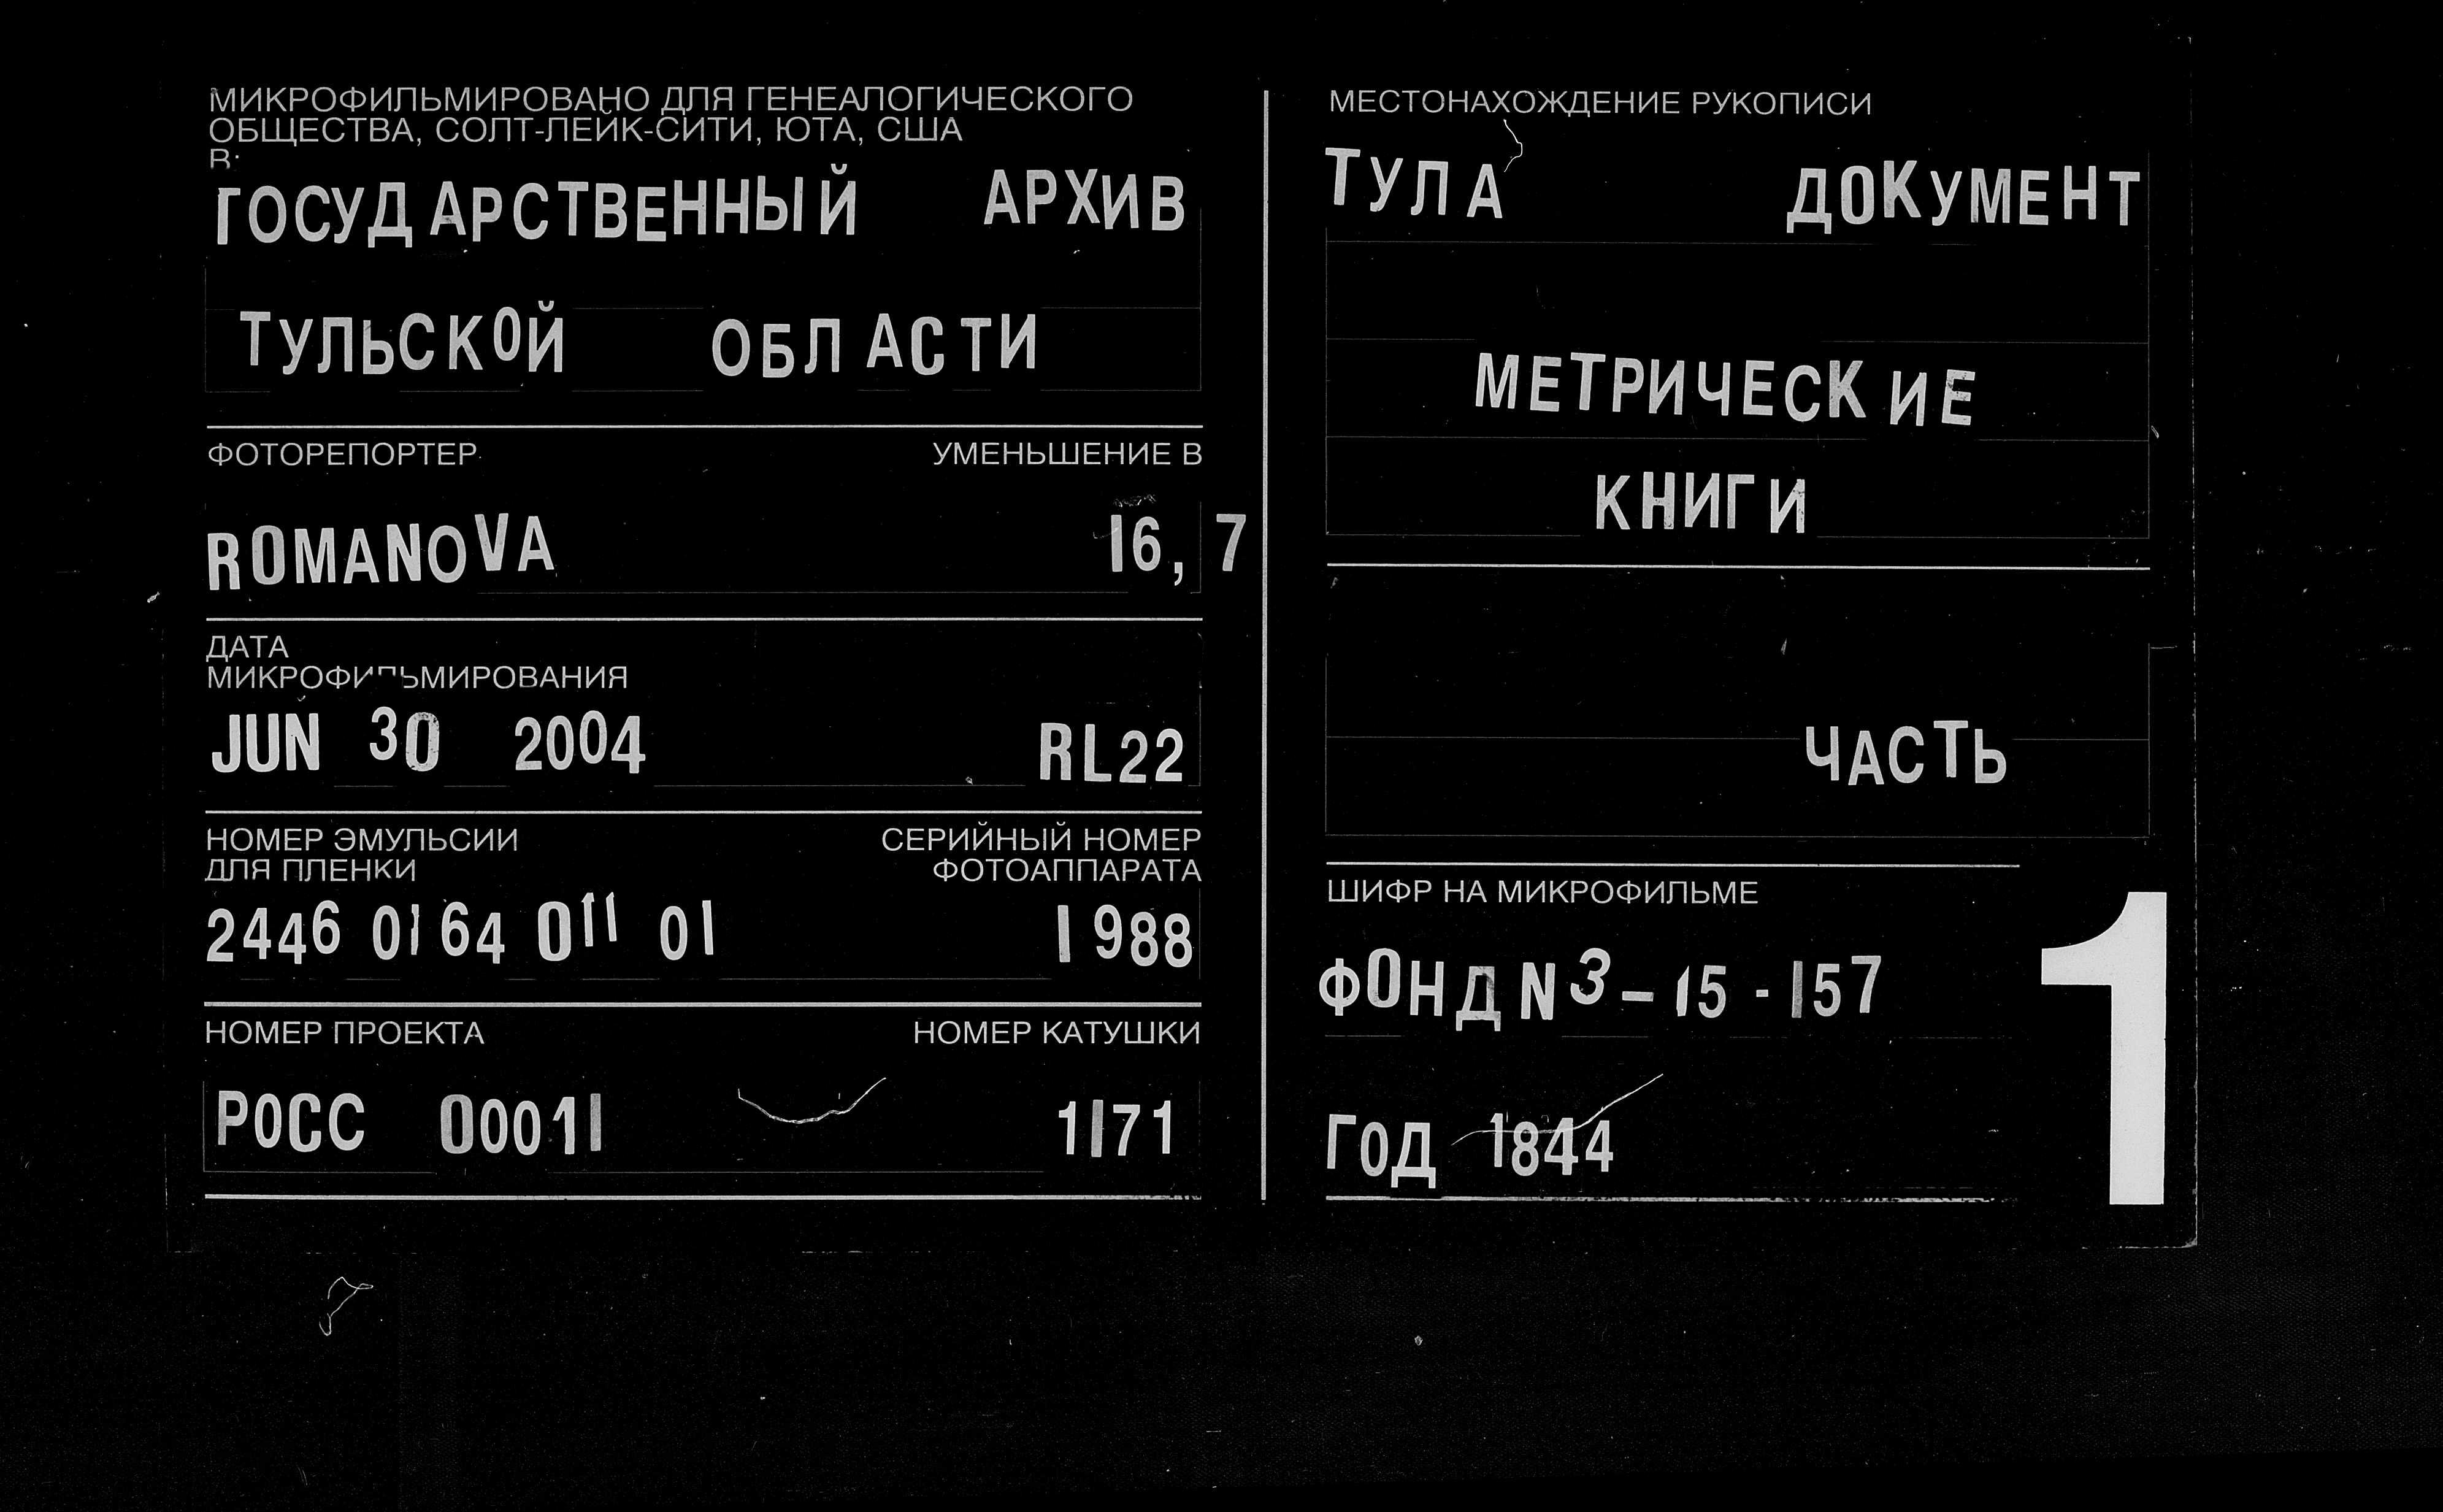 МИКРОФИЛЬМИРОВАНО ДЛЯ ГЕНЕАЛОГИЧЕСКОГО
ОБЩЕСТВА, СОЛТ-ЛЕЙК-СИТИ, ЮТА, США
В:
ГОСУДАРСТВЕННЫЙ АРХИВ
ТУЛЬСКОЙ ОБЛАСТИ
ФОТОРЕПОРТЕР УМЕНЬШЕНИЕ В
ROMANOVA 16,7
ДАТА
МИКРОФИЛЬМИРОВАНИЯ
JUN 30 2004 RL22
НОМЕР ЭМУЛЬСИИ СЕРИЙНЫЙ НОМЕР
ДЛЯ ПЛЕНКИ ФОТОАППАРАТА
2446 0164 011 01 1988
НОМЕР ПРОЕКТА НОМЕР КАТУШКИ
РОСС 00011 1171
МЕСТОНАХОЖДЕНИЕ РУКОПИСИ
ТУЛА ДОКУМЕНТ
МЕТРИЧЕСКИЕ
КНИГИ
ЧАСТЬ
ШИФР НА МИКРОФИЛЬМЕ
ФОНД N 3-15-157
ГОД 1844
1